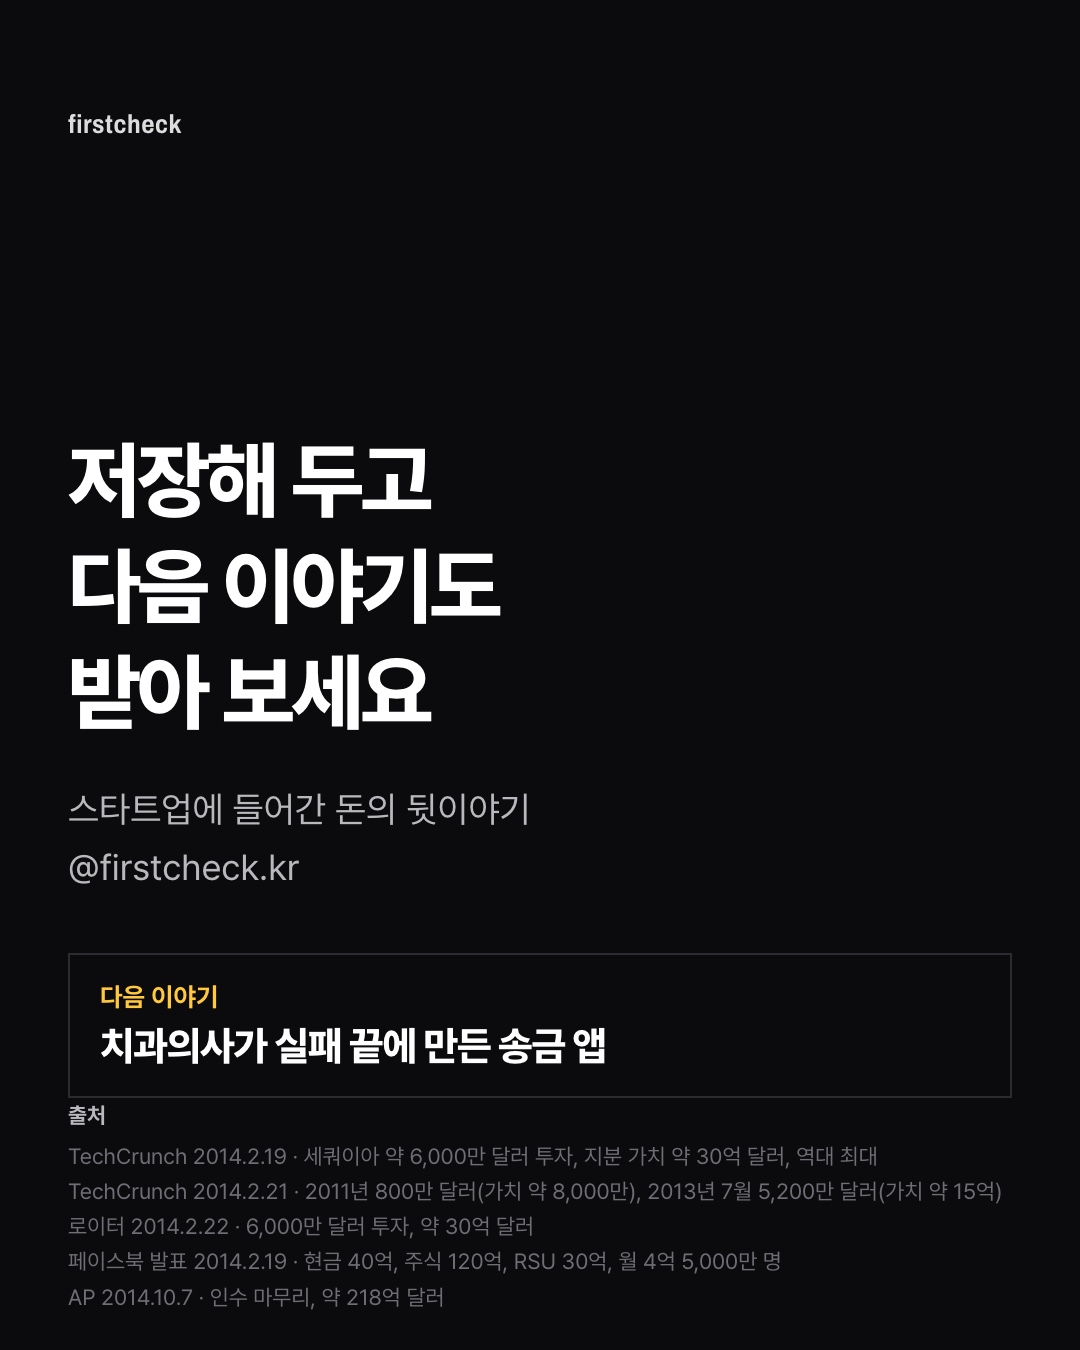 firstcheck
저장해 두고
다음 이야기도
받아 보세요
스타트업에 들어간 돈의 뒷이야기
@firstcheck.kr
다음 이야기
치과의사가 실패 끝에 만든 송금 앱
출처
TechCrunch 2014.2.19 · 세쿼이아 약 6,000만 달러 투자, 지분 가치 약 30억 달러, 역대 최대
TechCrunch 2014.2.21 · 2011년 800만 달러(가치 약 8,000만), 2013년 7월 5,200만 달러(가치 약 15억)
로이터 2014.2.22 · 6,000만 달러 투자, 약 30억 달러
페이스북 발표 2014.2.19 · 현금 40억, 주식 120억, RSU 30억, 월 4억 5,000만 명
AP 2014.10.7 · 인수 마무리, 약 218억 달러